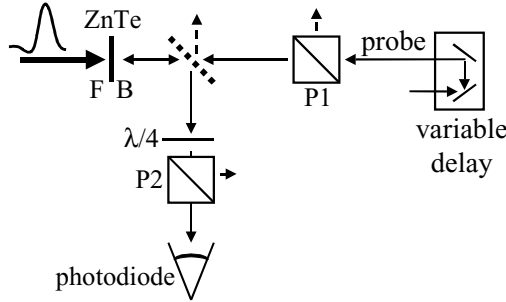 ZnTe
F B
probe
P1
variable
delay
λ/4
P2
photodiode